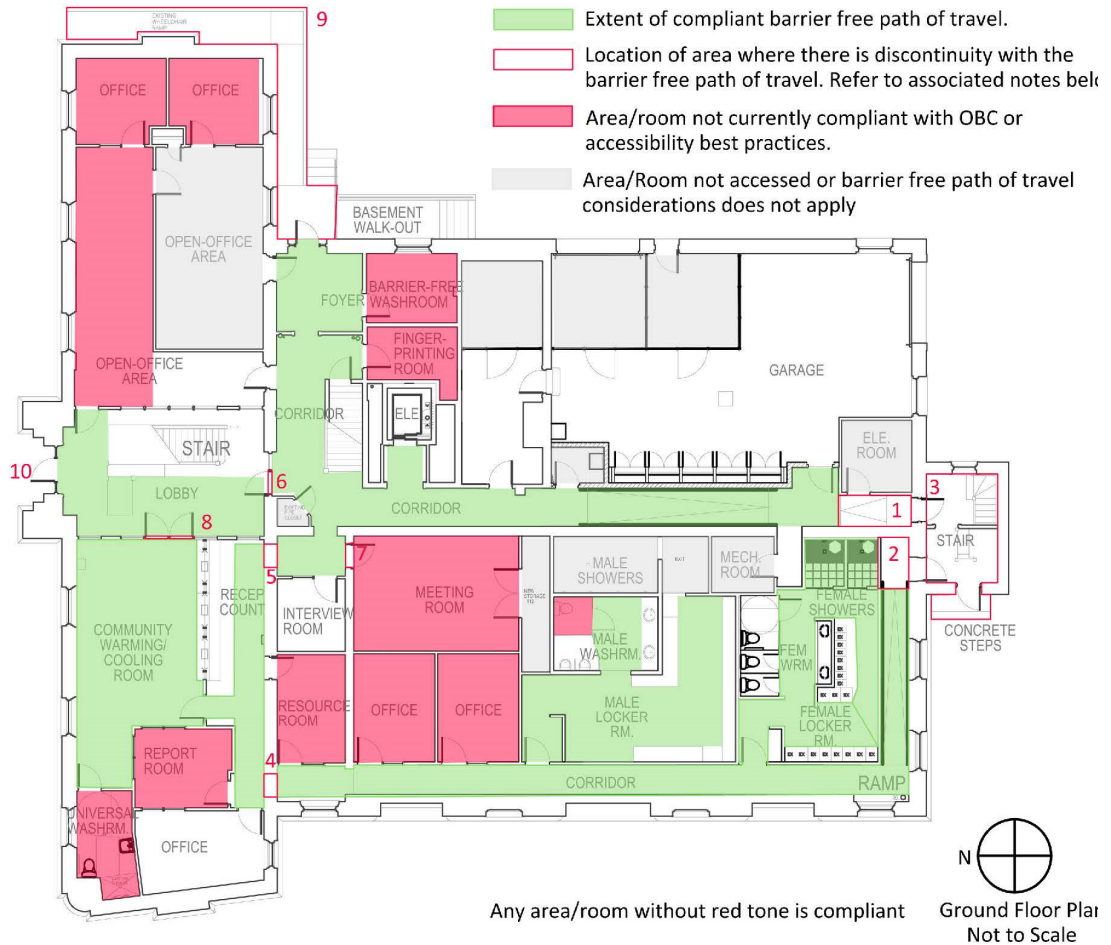 9
EXISTING
WHEELCHAIR
RAMP
Extent of compliant barrier free path of travel.
Location of area where there is discontinuity with the
barrier free path of travel. Refer to associated notes belo
Area/room not currently compliant with OBC or
accessibility best practices.
Area/Room not accessed or barrier free path of travel
considerations does not apply
OFFICE
OFFICE
BASEMENT
WALK-OUT
OPEN-OFFICE
AREA
FOYER
BARRIER-FREE
WASHROOM
FINGER-
PRINTING
ROOM
OPEN-OFFICE
AREA
GARAGE
CORRIDOR
ELE.
STAIR
ELE.
ROOM
10
6
3
LOBBY
CORRIDOR
1
8
STAIR
5
7
2
RECEP
COUNT
INTERVIEW
ROOM
MEETING
ROOM
MALE
SHOWERS
MECH.
ROOM
FEMALE
SHOWERS
CONCRETE
STEPS
COMMUNITY
WARMING/
COOLING
ROOM
MALE
WASHRM.
FEM
WRM
RESOURCE
ROOM
OFFICE
OFFICE
MALE
LOCKER
RM.
FEMALE
LOCKER
RM.
REPORT
ROOM
4
CORRIDOR
RAMP
UNIVERSAL
WASHRM.
OFFICE
N
Any area/room without red tone is compliant
Ground Floor Plan
Not to Scale